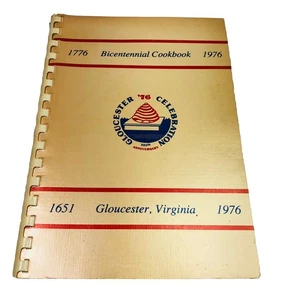 1776 Bicentennial Cookbook 1976
GLOUCESTER '76 CELEBRATION
1651 Gloucester, Virginia 1976